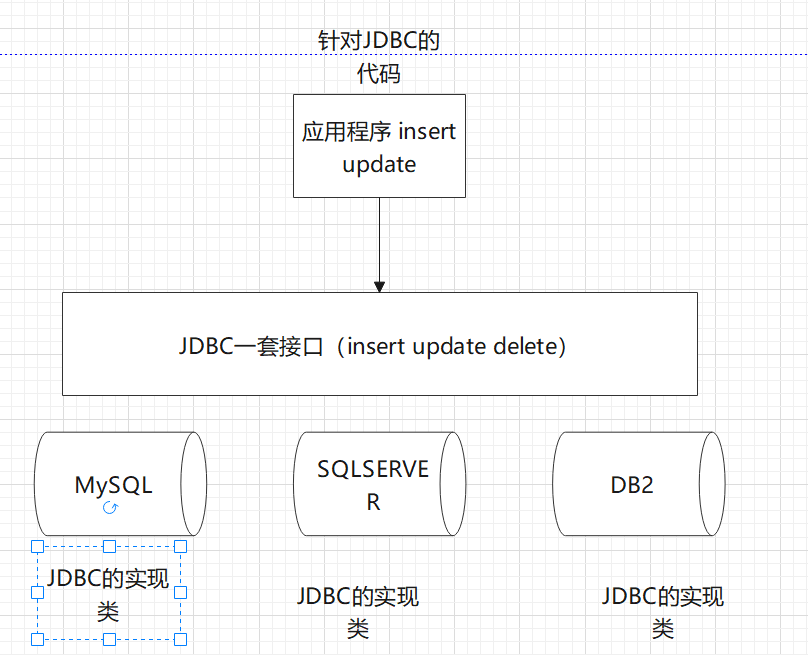 针对JDBC的
代码
应用程序 insert
update
JDBC一套接口（insert update delete）
MySQL
SQLSERVE
R
DB2
JDBC的实现
类
JDBC的实现
类
JDBC的实现
类